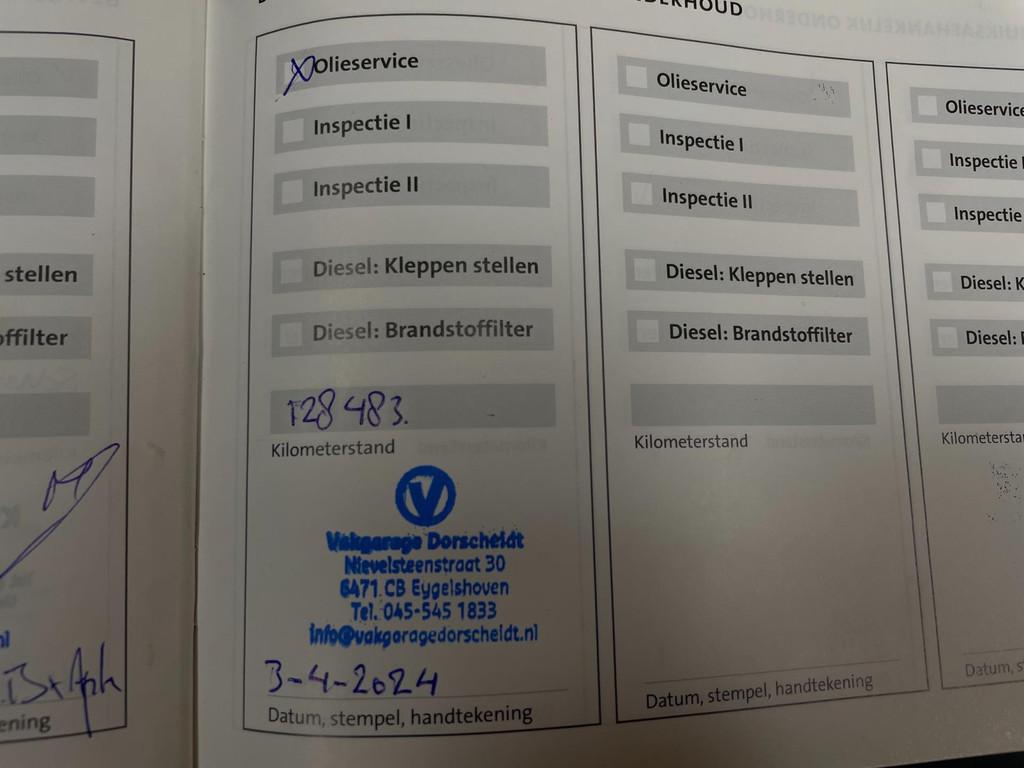 stellen
offilter
ening
ERHOUD
Olieservice
Inspectie I
Inspectie II
Diesel: Kleppen stellen
Diesel: Brandstoffilter
128 483.
Kilometerstand
V
Vakgarage Dorscheidt
Nievelsteenstraat 30
6471 CB Eygelshoven
Tel. 045-545 1833
info@vakgaragedorscheidt.nl
3-4-2024
Datum, stempel, handtekening
Olieservice
Inspectie I
Inspectie II
Diesel: Kleppen stellen
Diesel: Brandstoffilter
Kilometerstand
Datum, stempel, handtekening
Olieservice
Inspectie
Inspectie
Diesel: K
Diesel:
Kilometersta
Datum, s